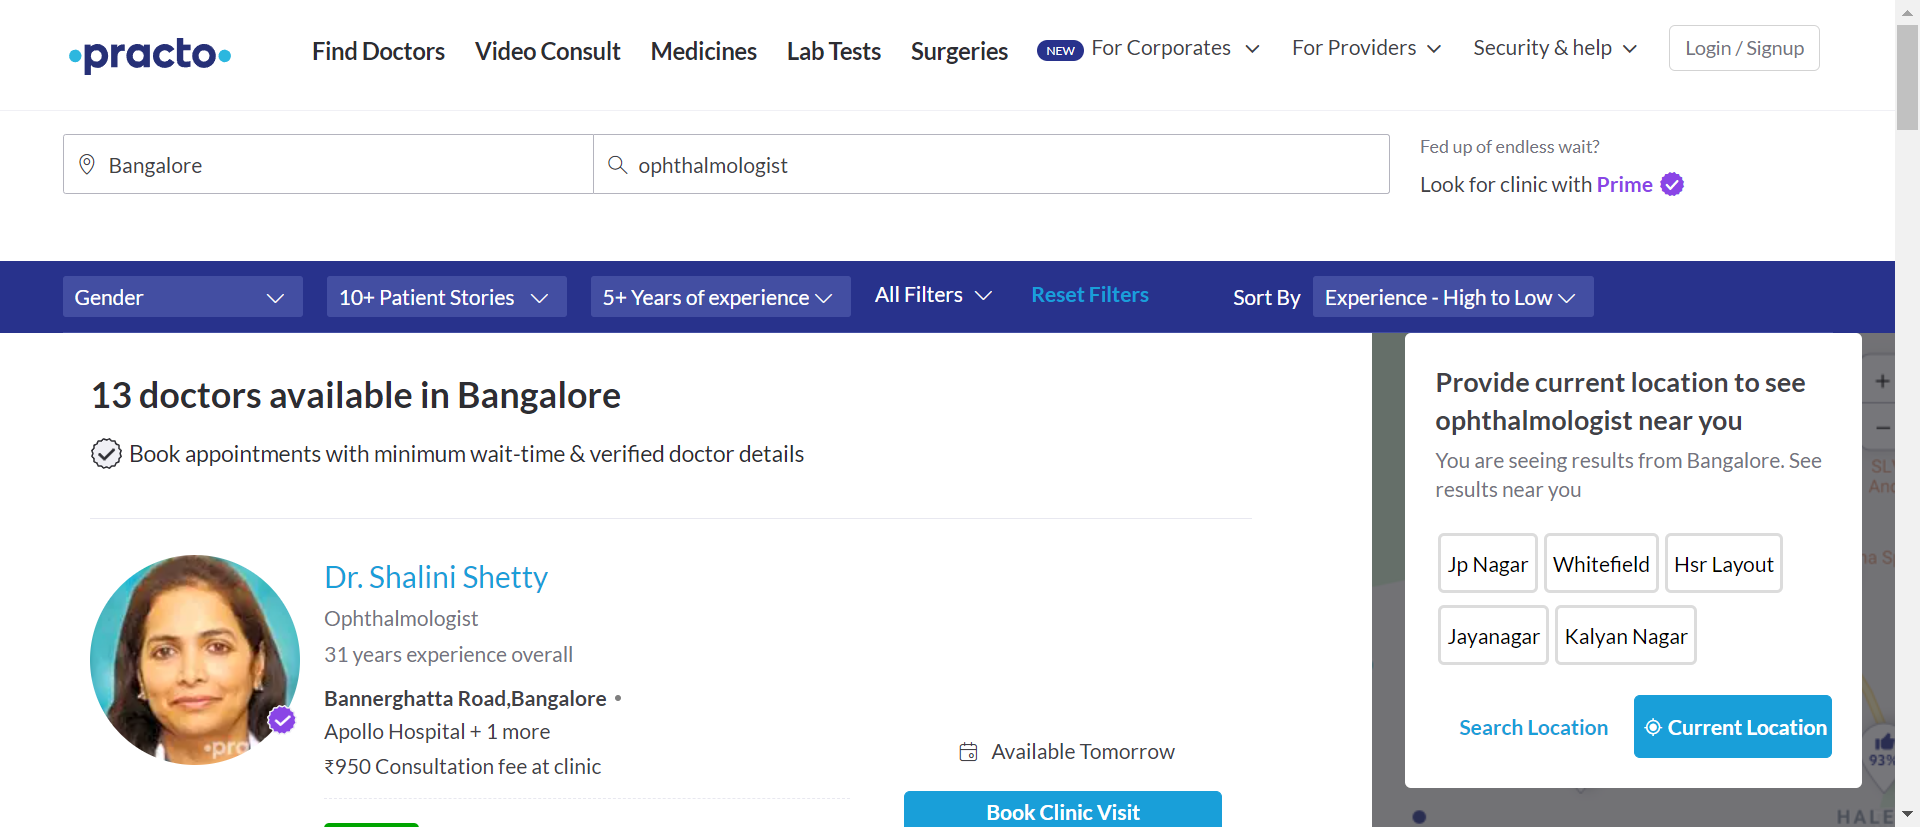 practo
Find Doctors Video Consult Medicines Lab Tests Surgeries NEW For Corporates For Providers Security & help Login / Signup
Bangalore ophthalmologist
Fed up of endless wait?
Look for clinic with Prime
Gender 10+ Patient Stories 5+ Years of experience All Filters Reset Filters Sort By Experience - High to Low
13 doctors available in Bangalore
Book appointments with minimum wait-time & verified doctor details
Dr. Shalini Shetty
Ophthalmologist
31 years experience overall
Bannerghatta Road,Bangalore •
Apollo Hospital + 1 more
₹950 Consultation fee at clinic
Available Tomorrow
Book Clinic Visit
Provide current location to see
ophthalmologist near you
You are seeing results from Bangalore. See
results near you
Jp Nagar Whitefield Hsr Layout
Jayanagar Kalyan Nagar
Search Location Current Location
+
−
93%